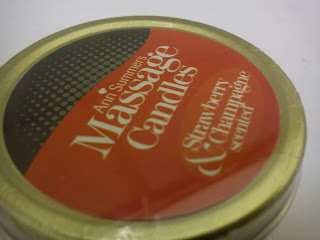 Ann Summers
Massage
Candles
Strawberry
& Champagne
scented